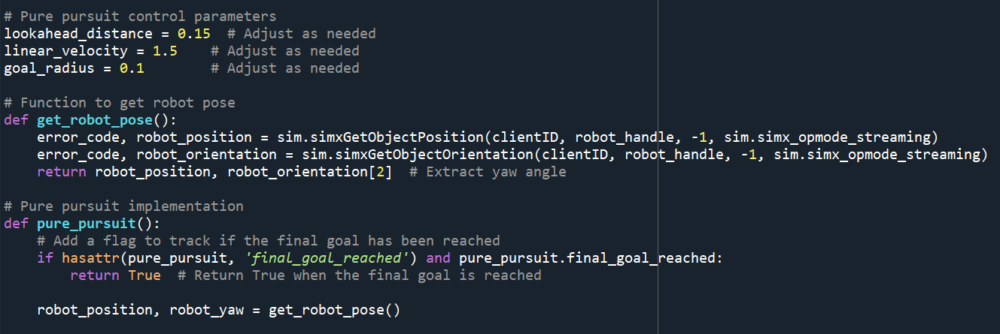 # Pure pursuit control parameters
lookahead_distance = 0.15  # Adjust as needed
linear_velocity = 1.5    # Adjust as needed
goal_radius = 0.1        # Adjust as needed

# Function to get robot pose
def get_robot_pose():
    error_code, robot_position = sim.simxGetObjectPosition(clientID, robot_handle, -1, sim.simx_opmode_streaming)
    error_code, robot_orientation = sim.simxGetObjectOrientation(clientID, robot_handle, -1, sim.simx_opmode_streaming)
    return robot_position, robot_orientation[2]  # Extract yaw angle

# Pure pursuit implementation
def pure_pursuit():
    # Add a flag to track if the final goal has been reached
    if hasattr(pure_pursuit, 'final_goal_reached') and pure_pursuit.final_goal_reached:
        return True  # Return True when the final goal is reached

    robot_position, robot_yaw = get_robot_pose()